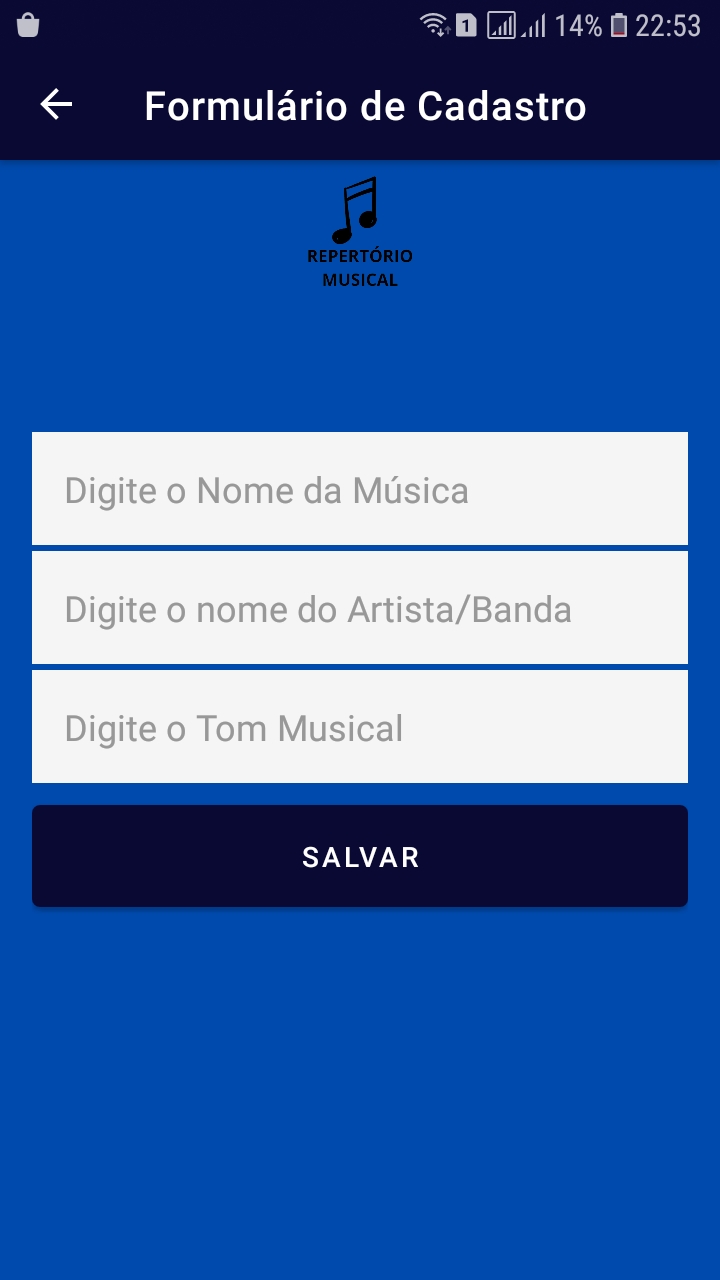 1 14% 22:53
Formulário de Cadastro
REPERTÓRIO
MUSICAL
Digite o Nome da Música
Digite o nome do Artista/Banda
Digite o Tom Musical
SALVAR